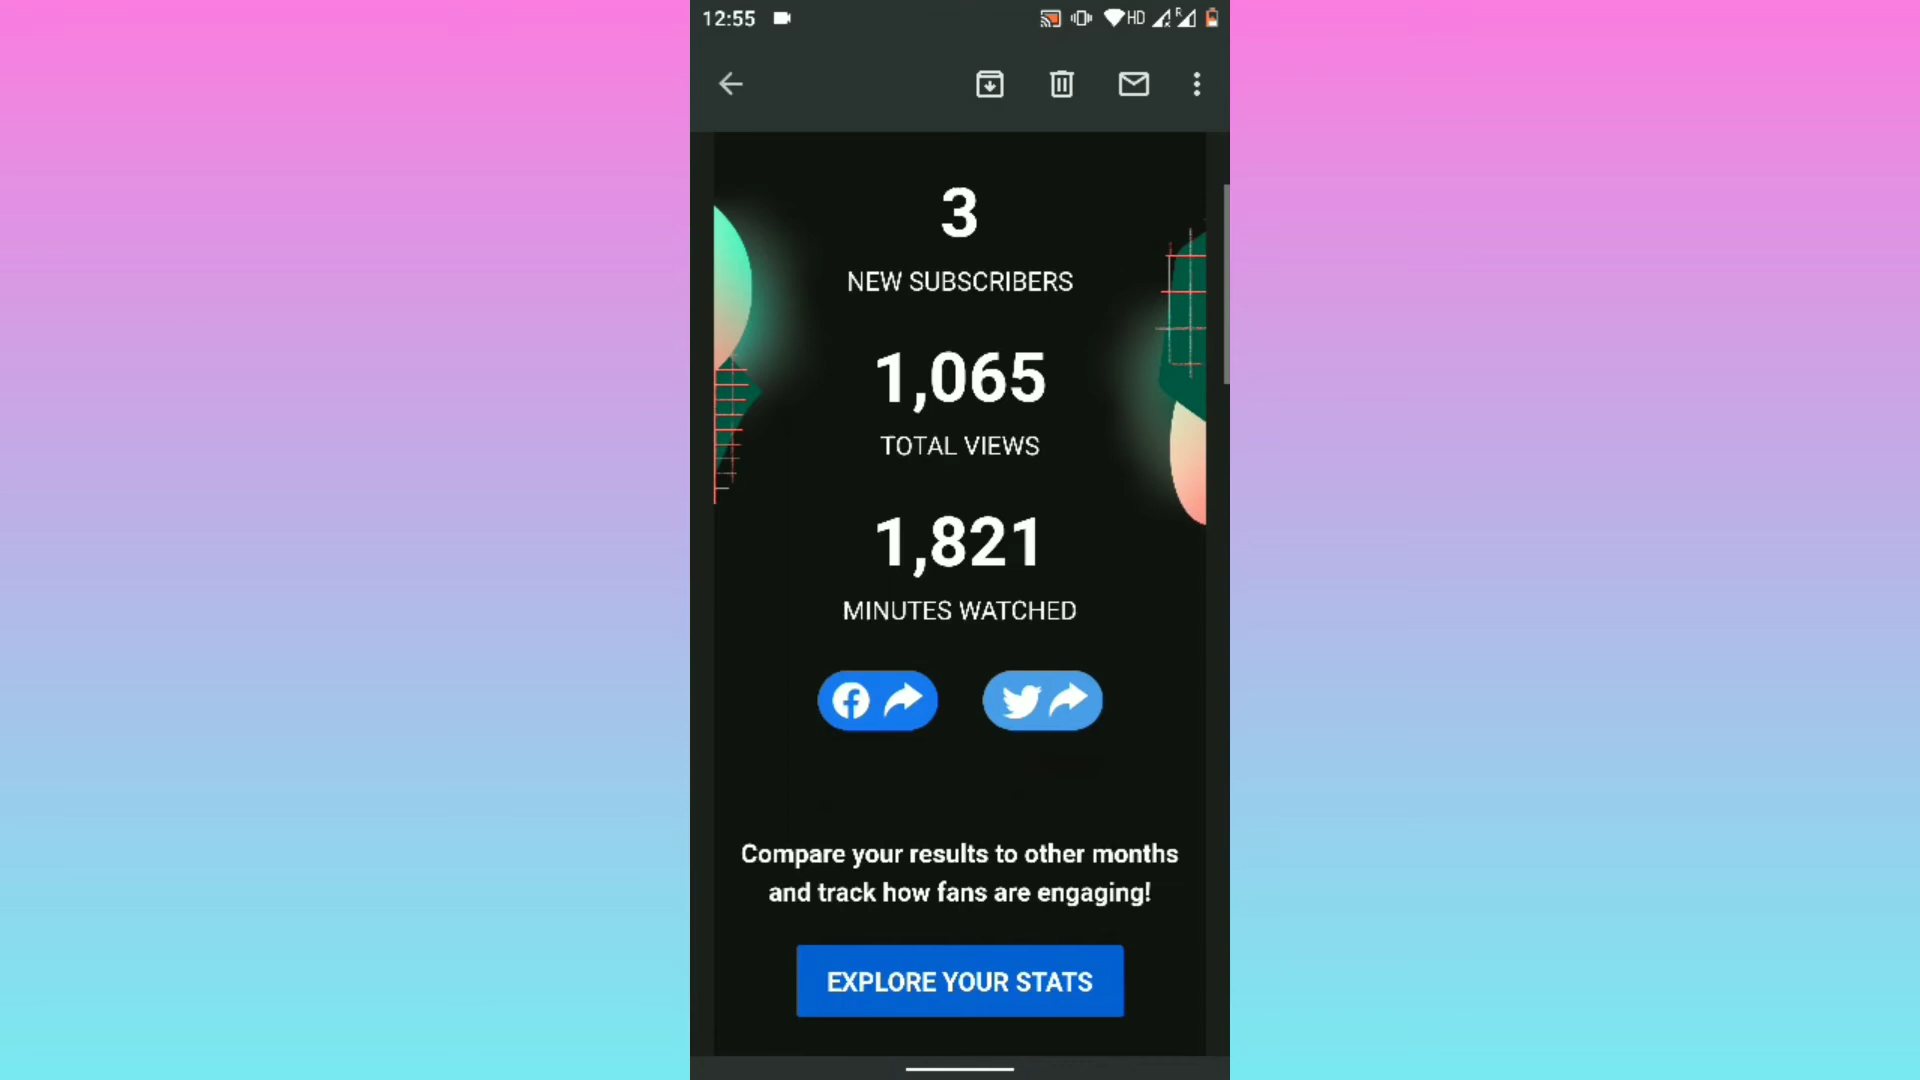 12:55
HD
R
3
NEW SUBSCRIBERS
1,065
TOTAL VIEWS
1,821
MINUTES WATCHED
Compare your results to other months
and track how fans are engaging!
EXPLORE YOUR STATS